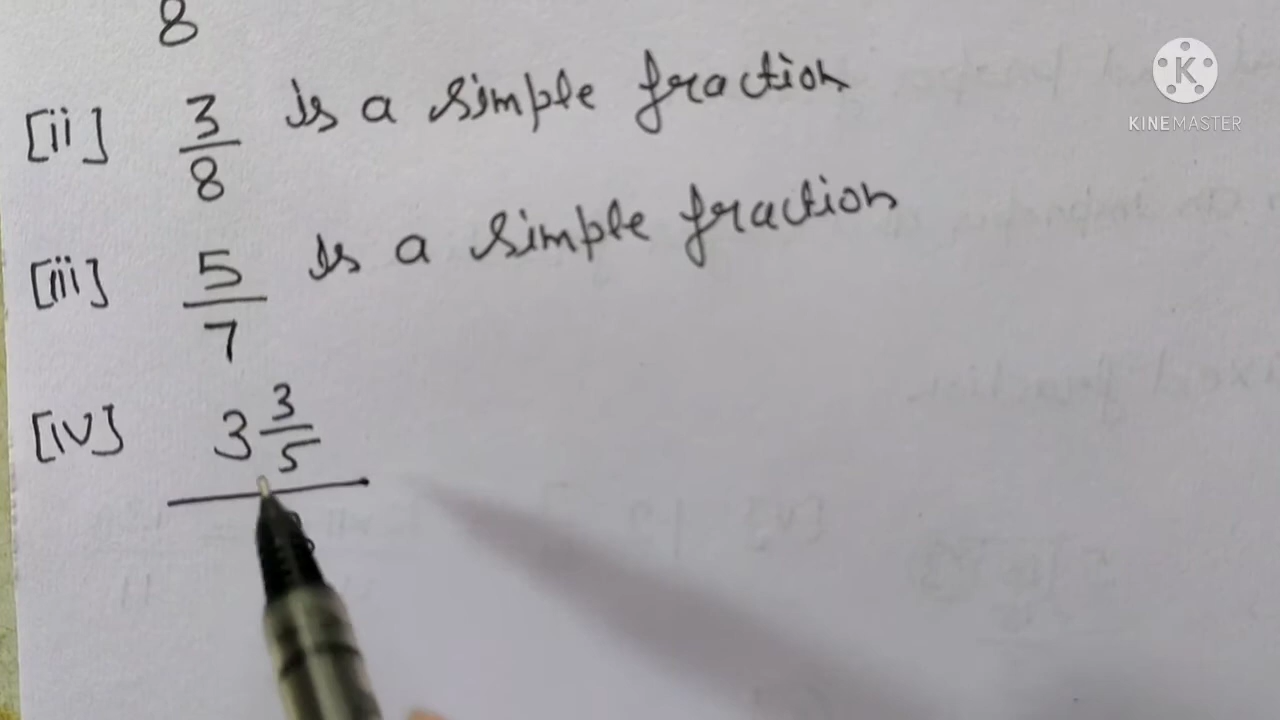 8
[ii] 3/8 is a simple fraction
[iii] 5/7 is a simple fraction
[iv] 3 3/5
K
KINEMASTER